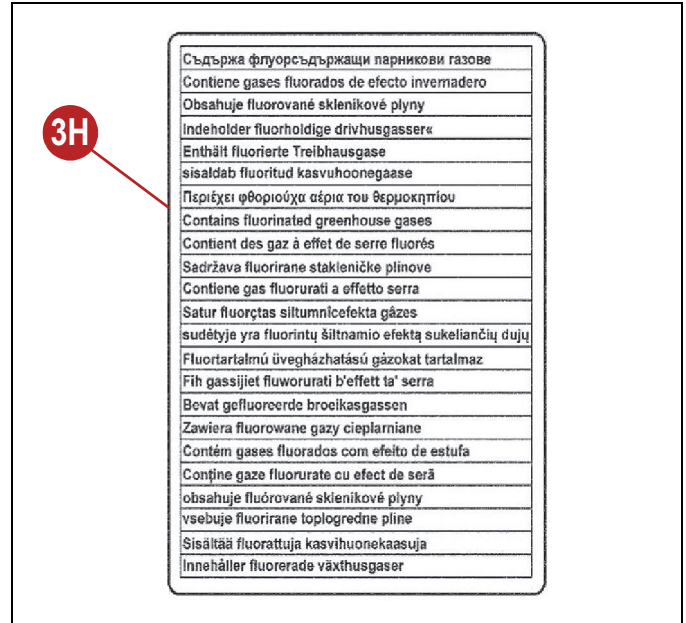 3H
Съдържа флуорсъдържащи парникови газове
Contiene gases fluorados de efecto invernadero
Obsahuje fluorované skleníkové plyny
Indeholder fluorholdige drivhusgasser«
Enthält fluorierte Treibhausgase
sisaldab fluoritud kasvuhoonegaase
Περιέχει φθοριούχα αέρια του θερμοκηπίου
Contains fluorinated greenhouse gases
Contient des gaz à effet de serre fluorés
Sadržava fluorirane stakleničke plinove
Contiene gas fluorurati a effetto serra
Satur fluorçtas siltumnîcefekta gâzes
sudėtyje yra fluorintų šiltnamio efektą sukeliančių dujų
Fluortartalmú üvegházhatású gázokat tartalmaz
Fih gassijiet fluworurati b'effett ta' serra
Bevat gefluoreerde broeikasgassen
Zawiera fluorowane gazy cieplarniane
Contém gases fluorados com efeito de estufa
Conține gaze fluorurate cu efect de seră
obsahuje fluórované skleníkové plyny
vsebuje fluorirane toplogredne pline
Sisältää fluorattuja kasvihuonekaasuja
Innehåller fluorerade växthusgaser